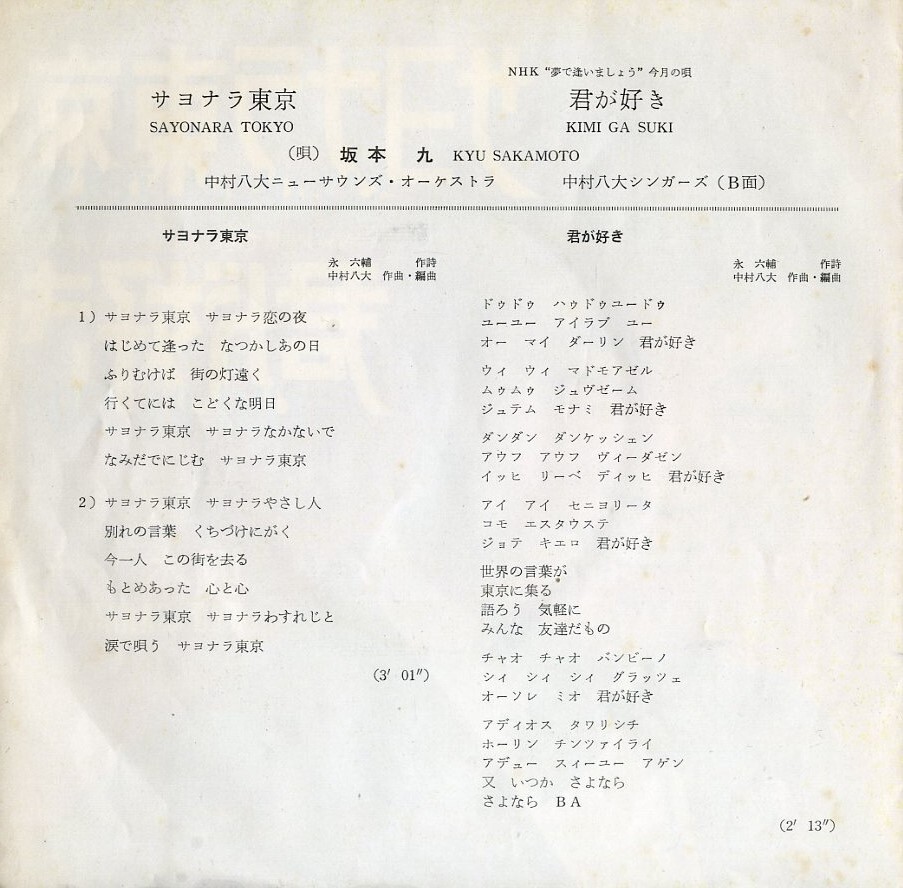 サヨナラ東京
SAYONARA TOKYO
NHK “夢で逢いましょう” 今月の唄
君が好き
KIMI GA SUKI
（唄） 坂本 九 KYU SAKAMOTO
中村八大ニューサウンズ・オーケストラ　中村八大シンガーズ（B面）
サヨナラ東京
永 六輔　作詩
中村八大　作曲・編曲
1）サヨナラ東京　サヨナラ恋の夜
はじめて逢った　なつかしあの日
ふりむけば　街の灯遠く
行くてには　こどくな明日
サヨナラ東京　サヨナラなかないで
なみだでにじむ　サヨナラ東京
2）サヨナラ東京　サヨナラやさし人
別れの言葉　くちづけにがく
今一人　この街を去る
もとめあった　心と心
サヨナラ東京　サヨナラわすれじと
涙で唄う　サヨナラ東京
(3′ 01″)
君が好き
永 六輔　作詩
中村八大　作曲・編曲
ドゥドゥ　ハゥドゥユードゥ
ユーユー　アイラブ　ユー
オー　マイ　ダーリン　君が好き
ウィ　ウィ　マドモアゼル
ムゥムゥ　ジュヴゼーム
ジュテム　モナミ　君が好き
ダンダン　ダンケッシェン
アウフ　アウフ　ヴィーダゼン
イッヒ　リーベ　ディッヒ　君が好き
アイ　アイ　セニヨリータ
コモ　エスタウステ
ジョテ　キエロ　君が好き
世界の言葉が
東京に集る
語ろう　気軽に
みんな　友達だもの
チャオ　チャオ　バンビーノ
シィ　シィ　シィ　グラッツェ
オーソレ　ミオ　君が好き
アディオス　タワリシチ
ホーリン　チンツァイライ
アデュー　スィーユー　アゲン
又　いつか　さよなら
さよなら　BA
(2′ 13″)